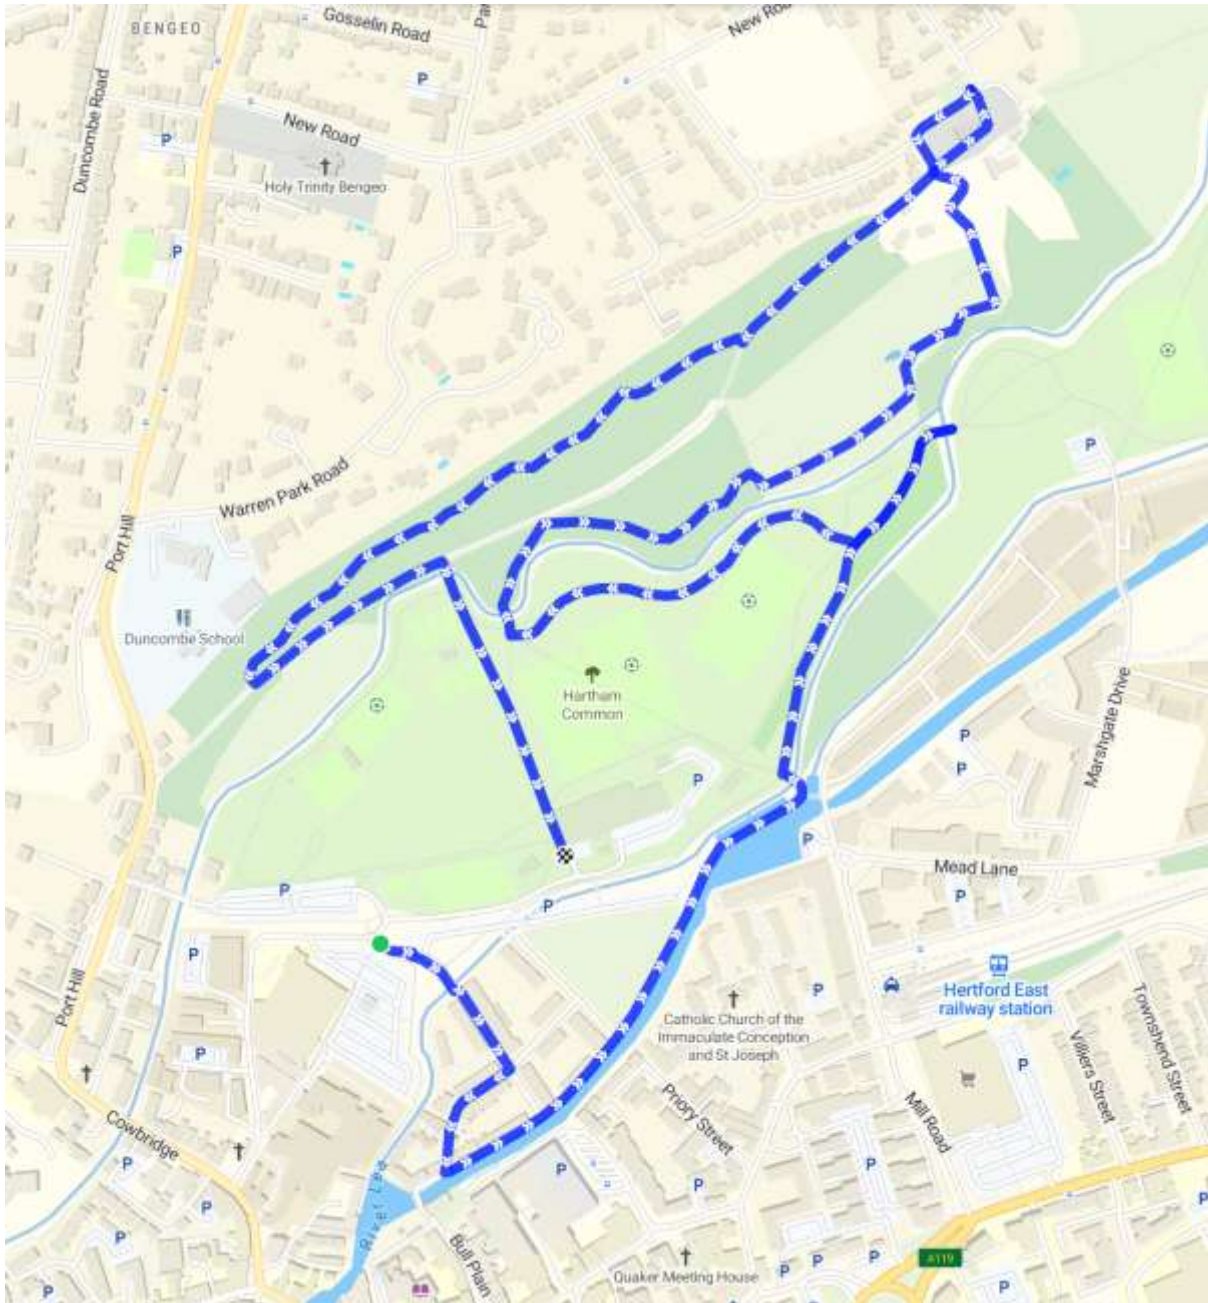 BENGEO
Gosselin Road
New Road
Duncombe Road
New Road
Holy Trinity Bengeo
P
P
P
Warren Park Road
Port Hill
Duncombe School
P
Hartham
Common
P
Marshgate Drive
P
P
P
Mead Lane
P
P
P
P
Port Hill
Hertford East
railway station
Catholic Church of the
Immaculate Conception
and St Joseph
P
P
P
Townshend Street
Villiers Street
Priory Street
Mill Road
Cowbridge
P
P
P
P
River Lea
P
P
P
Bull Plain
A119
Quaker Meeting House
P
P
P
P